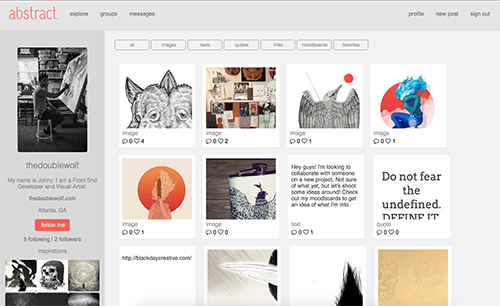 abstract explore groups messages profile new post sign out
all images texts quotes links moodboards favorites
thedoublewolf
My name is Jonny. I am a Front End
Developer and Visual Artist.
thedoublewolf.com
Atlanta, GA
follow me
5 following | 2 followers
inspirations
image
0 4
image
0 2
image
0 1
image
0 1
image
0 1
image
0 0
Hey guys! I'm looking to
collaborate with someone
on a new project. Not sure
of what yet, but let's shoot
some ideas around! Check
out my moodboards to get
an idea of what I'm into.
text
0 1
Do not fear
the
undefined.
DEFINE IT
quote
0 0
http://blackdaycreative.com/